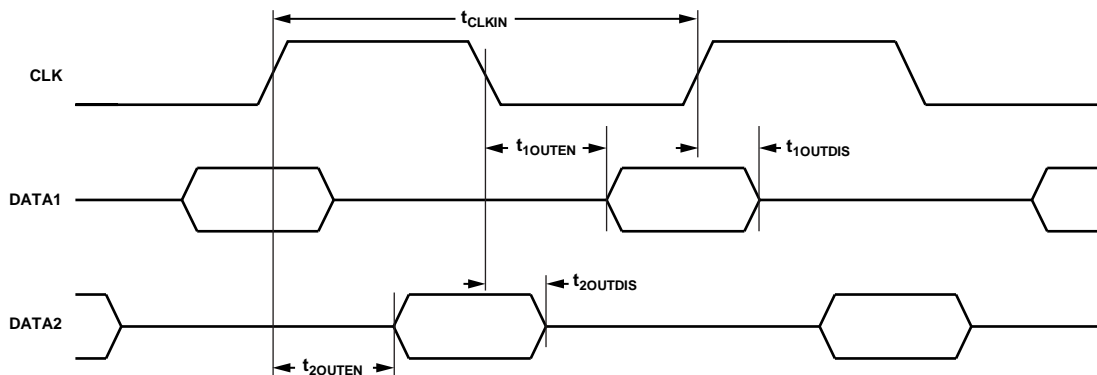 tCLKIN
CLK
t1OUTEN
t1OUTDIS
DATA1
t2OUTDIS
DATA2
t2OUTEN